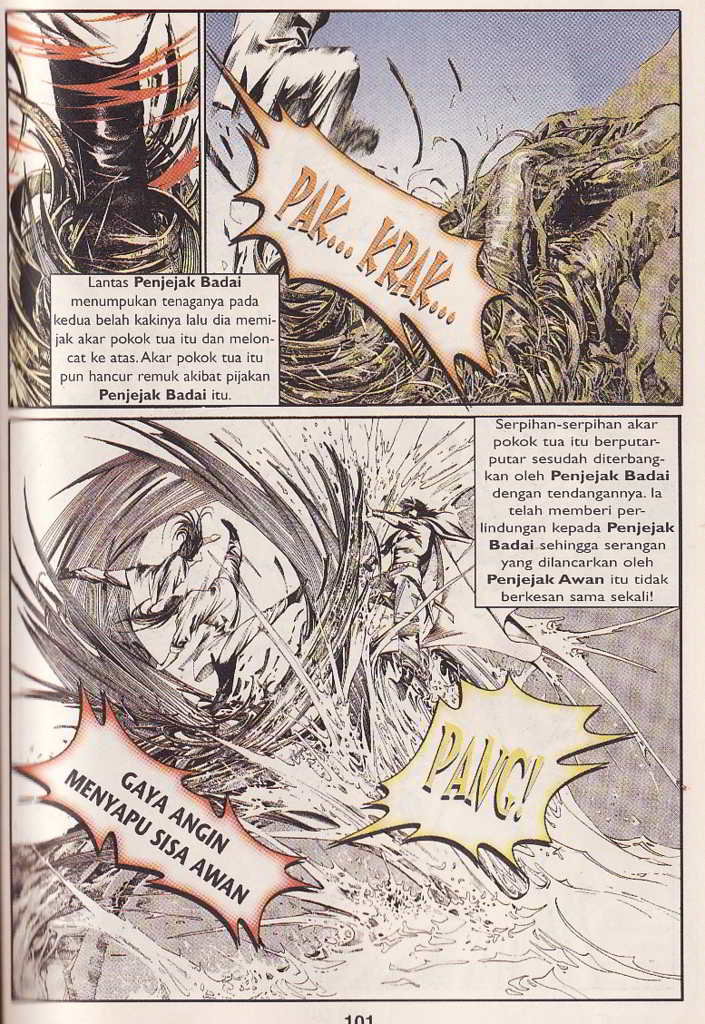 PAK... KRAK...
Lantas Penjejak Badai
menumpukan tenaganya pada
kedua belah kakinya lalu dia memi-
jak akar pokok tua itu dan melon-
cat ke atas. Akar pokok tua itu
pun hancur remuk akibat pijakan
Penjejak Badai itu.
Serpihan-serpihan akar
pokok tua itu berputar-
putar sesudah diterbang-
kan oleh Penjejak Badai
dengan tendangannya. Ia
telah memberi per-
lindungan kepada Penjejak
Badai sehingga serangan
yang dilancarkan oleh
Penjejak Awan itu tidak
berkesan sama sekali!
PANG!
GAYA ANGIN
MENYAPU SISA AWAN
101